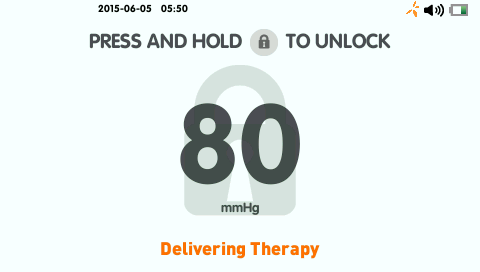 2015-06-05 05:50
PRESS AND HOLD TO UNLOCK
80
mmHg
Delivering Therapy